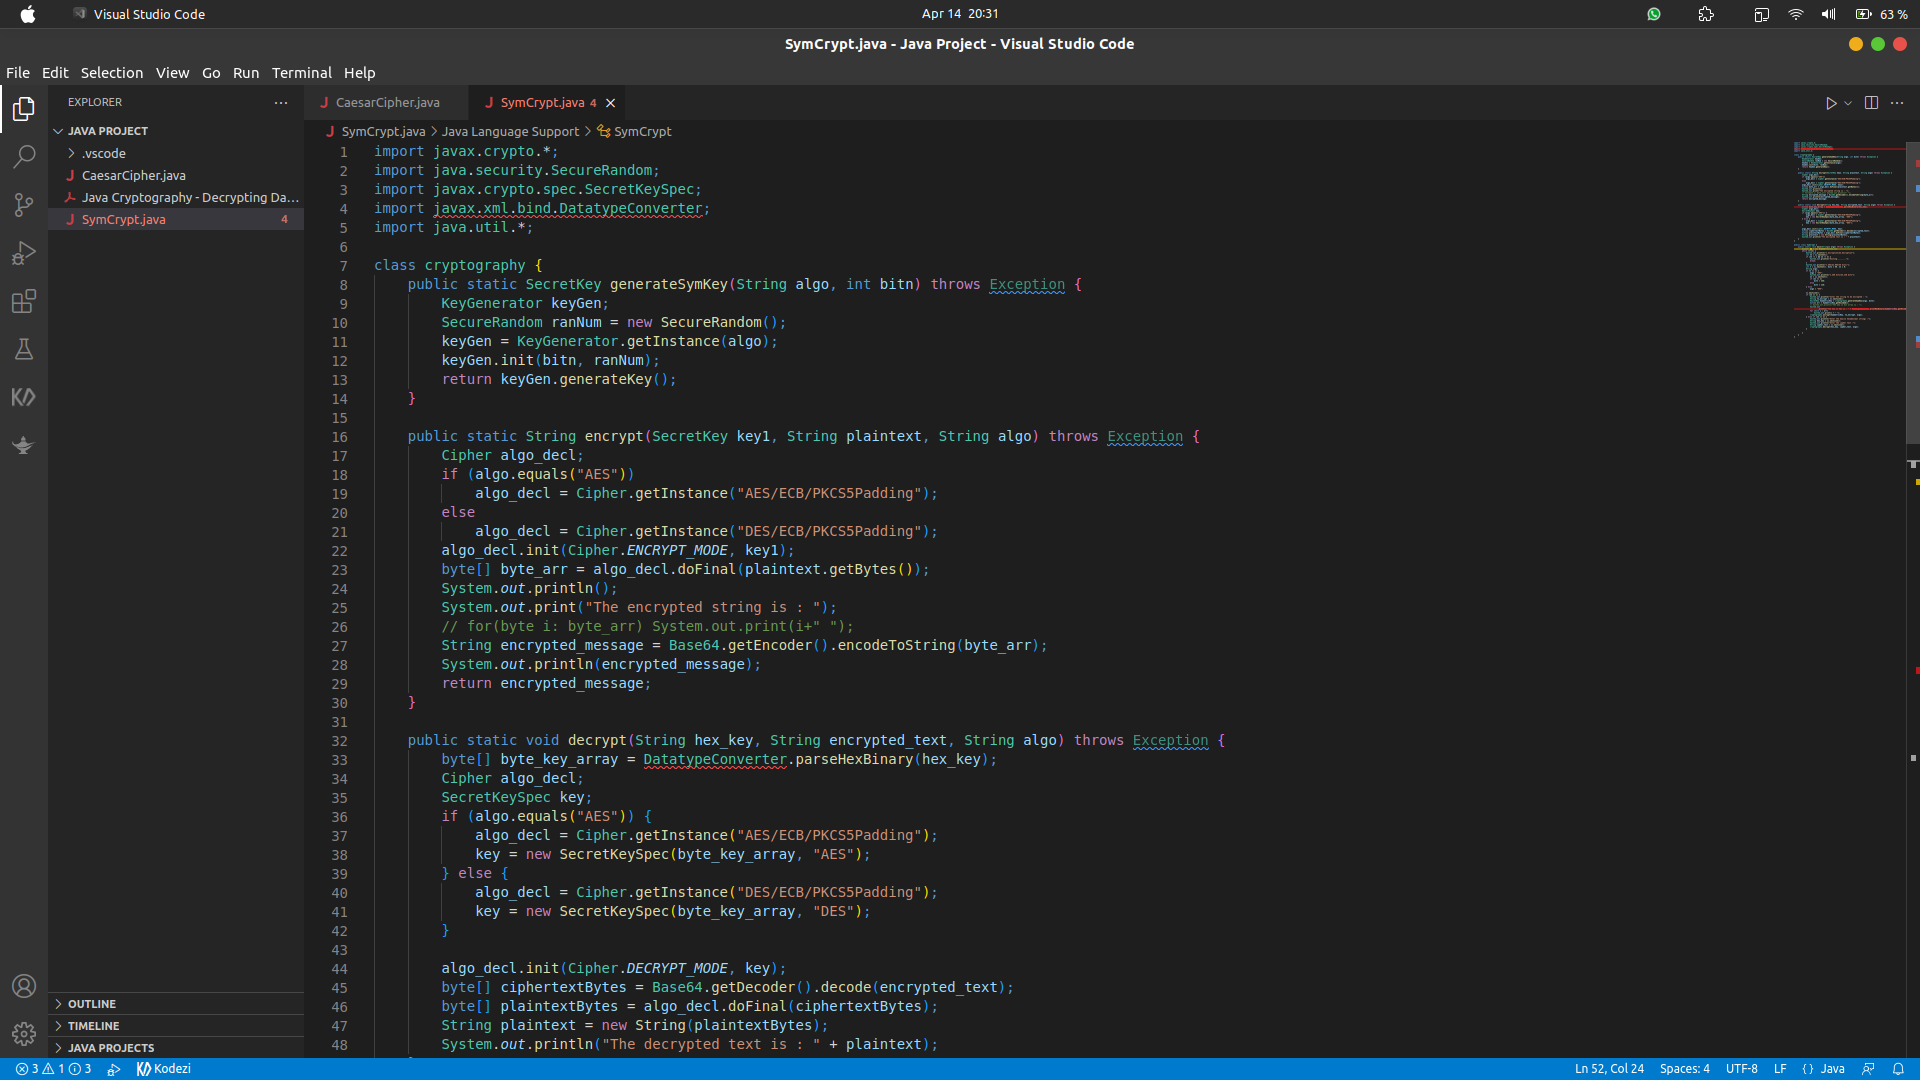 Visual Studio Code
Apr 14 20:31
63 %
SymCrypt.java - Java Project - Visual Studio Code
File Edit Selection View Go Run Terminal Help
EXPLORER
JAVA PROJECT
.vscode
CaesarCipher.java
Java Cryptography - Decrypting Da...
SymCrypt.java 4
OUTLINE
TIMELINE
JAVA PROJECTS
CaesarCipher.java
SymCrypt.java 4
SymCrypt.java > Java Language Support > SymCrypt
1 import javax.crypto.*;
2 import java.security.SecureRandom;
3 import javax.crypto.spec.SecretKeySpec;
4 import javax.xml.bind.DatatypeConverter;
5 import java.util.*;
6
7 class cryptography {
8 public static SecretKey generateSymKey(String algo, int bitn) throws Exception {
9 KeyGenerator keyGen;
10 SecureRandom ranNum = new SecureRandom();
11 keyGen = KeyGenerator.getInstance(algo);
12 keyGen.init(bitn, ranNum);
13 return keyGen.generateKey();
14 }
15
16 public static String encrypt(SecretKey key1, String plaintext, String algo) throws Exception {
17 Cipher algo_decl;
18 if (algo.equals("AES"))
19 algo_decl = Cipher.getInstance("AES/ECB/PKCS5Padding");
20 else
21 algo_decl = Cipher.getInstance("DES/ECB/PKCS5Padding");
22 algo_decl.init(Cipher.ENCRYPT_MODE, key1);
23 byte[] byte_arr = algo_decl.doFinal(plaintext.getBytes());
24 System.out.println();
25 System.out.print("The encrypted string is : ");
26 // for(byte i: byte_arr) System.out.print(i+" ");
27 String encrypted_message = Base64.getEncoder().encodeToString(byte_arr);
28 System.out.println(encrypted_message);
29 return encrypted_message;
30 }
31
32 public static void decrypt(String hex_key, String encrypted_text, String algo) throws Exception {
33 byte[] byte_key_array = DatatypeConverter.parseHexBinary(hex_key);
34 Cipher algo_decl;
35 SecretKeySpec key;
36 if (algo.equals("AES")) {
37 algo_decl = Cipher.getInstance("AES/ECB/PKCS5Padding");
38 key = new SecretKeySpec(byte_key_array, "AES");
39 } else {
40 algo_decl = Cipher.getInstance("DES/ECB/PKCS5Padding");
41 key = new SecretKeySpec(byte_key_array, "DES");
42 }
43
44 algo_decl.init(Cipher.DECRYPT_MODE, key);
45 byte[] ciphertextBytes = Base64.getDecoder().decode(encrypted_text);
46 byte[] plaintextBytes = algo_decl.doFinal(ciphertextBytes);
47 String plaintext = new String(plaintextBytes);
48 System.out.println("The decrypted text is : " + plaintext);
3 1 3 Kodezi
Ln 52, Col 24 Spaces: 4 UTF-8 LF {} Java